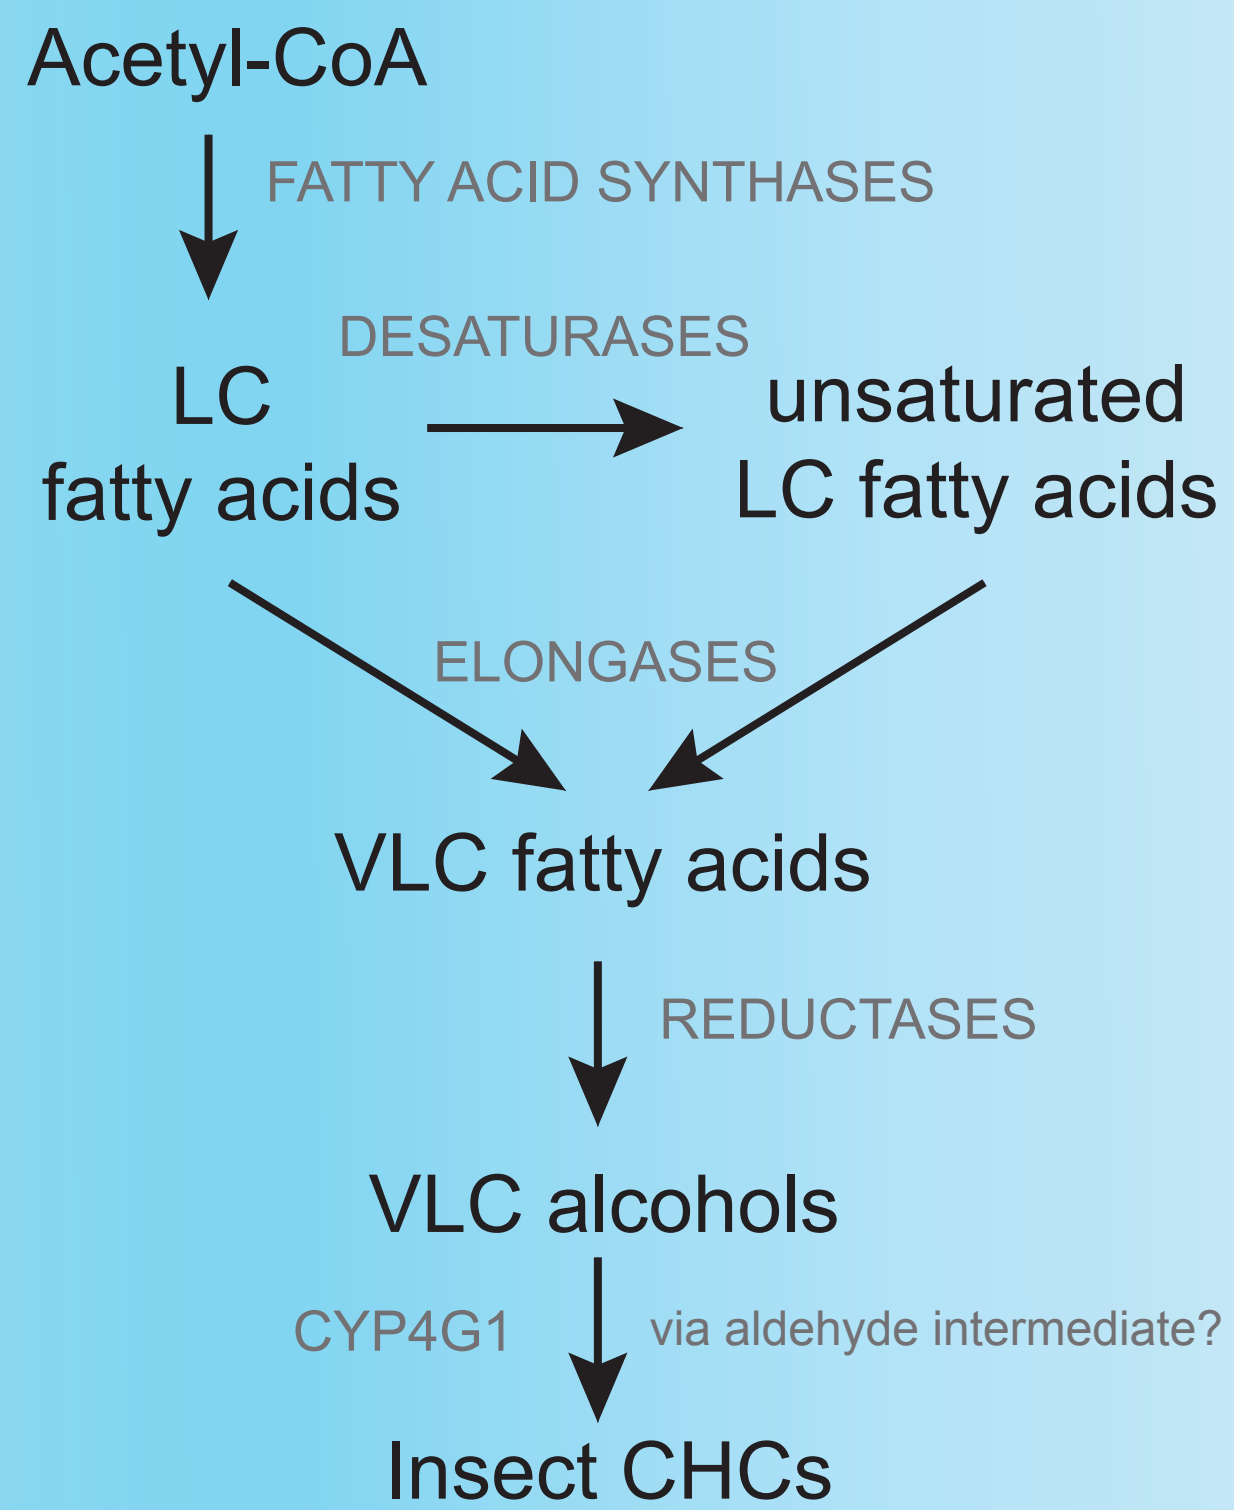 Acetyl-CoA
FATTY ACID SYNTHASES
DESATURASES
LC
fatty acids
unsaturated
LC fatty acids
ELONGASES
VLC fatty acids
REDUCTASES
VLC alcohols
CYP4G1
via aldehyde intermediate?
Insect CHCs